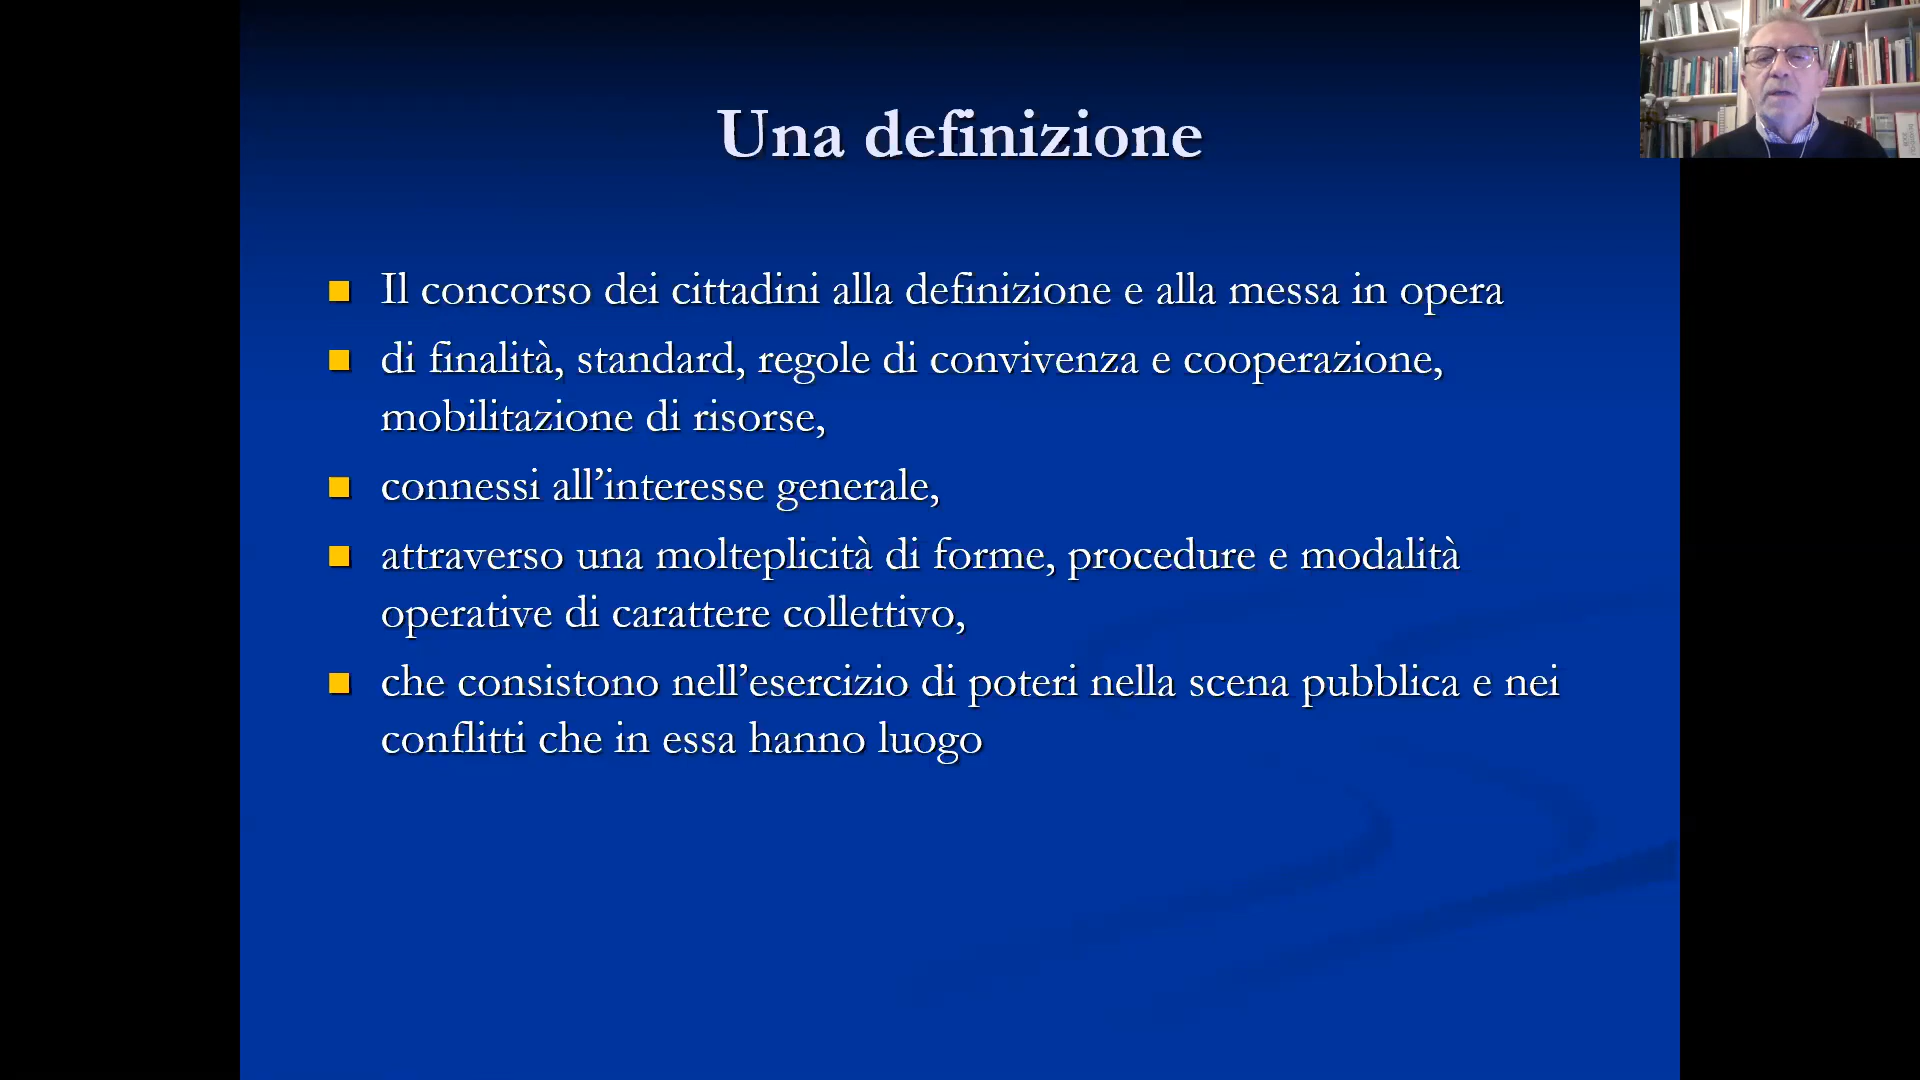 Una definizione
Il concorso dei cittadini alla definizione e alla messa in opera
di finalità, standard, regole di convivenza e cooperazione,
mobilitazione di risorse,
connessi all’interesse generale,
attraverso una molteplicità di forme, procedure e modalità
operative di carattere collettivo,
che consistono nell’esercizio di poteri nella scena pubblica e nei
conflitti che in essa hanno luogo